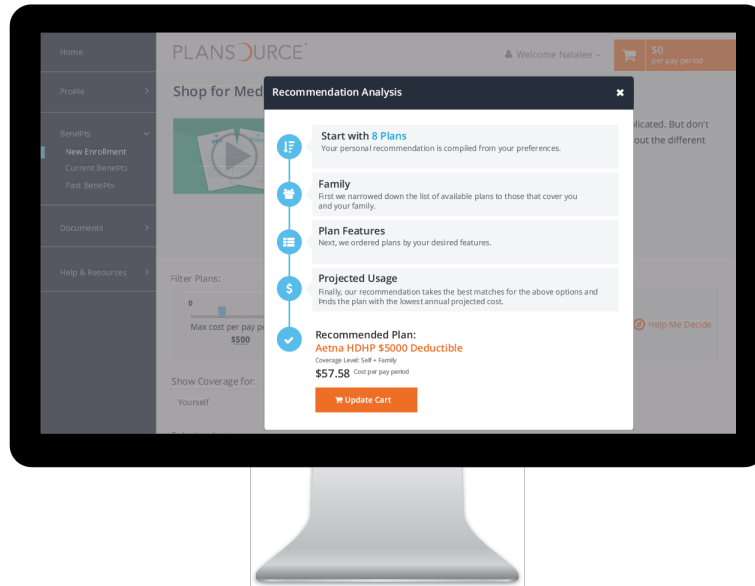 Home
PLANSOURCE
Welcome Natalee –
$0
per pay period
Profile
Shop for Med
Recommendation Analysis
licated. But don't
out the different
Benefits
New Enrollment
Current Benefits
Past Benefits
Start with 8 Plans
Your personal recommendation is compiled from your preferences.
Family
First we narrowed down the list of available plans to those that cover you
and your family.
Documents
Plan Features
Next, we ordered plans by your desired features.
Help & Resources
Filter Plans:
Projected Usage
Finally, our recommendation takes the best matches for the above options and
Þnds the plan with the lowest annual projected cost.
0
Max cost per pay pe
$500
Help Me Decide
Recommended Plan:
Aetna HDHP $5000 Deductible
Coverage Level: Self + Family
$57.58 Cost per pay period
Show Coverage for:
Yourself
Update Cart